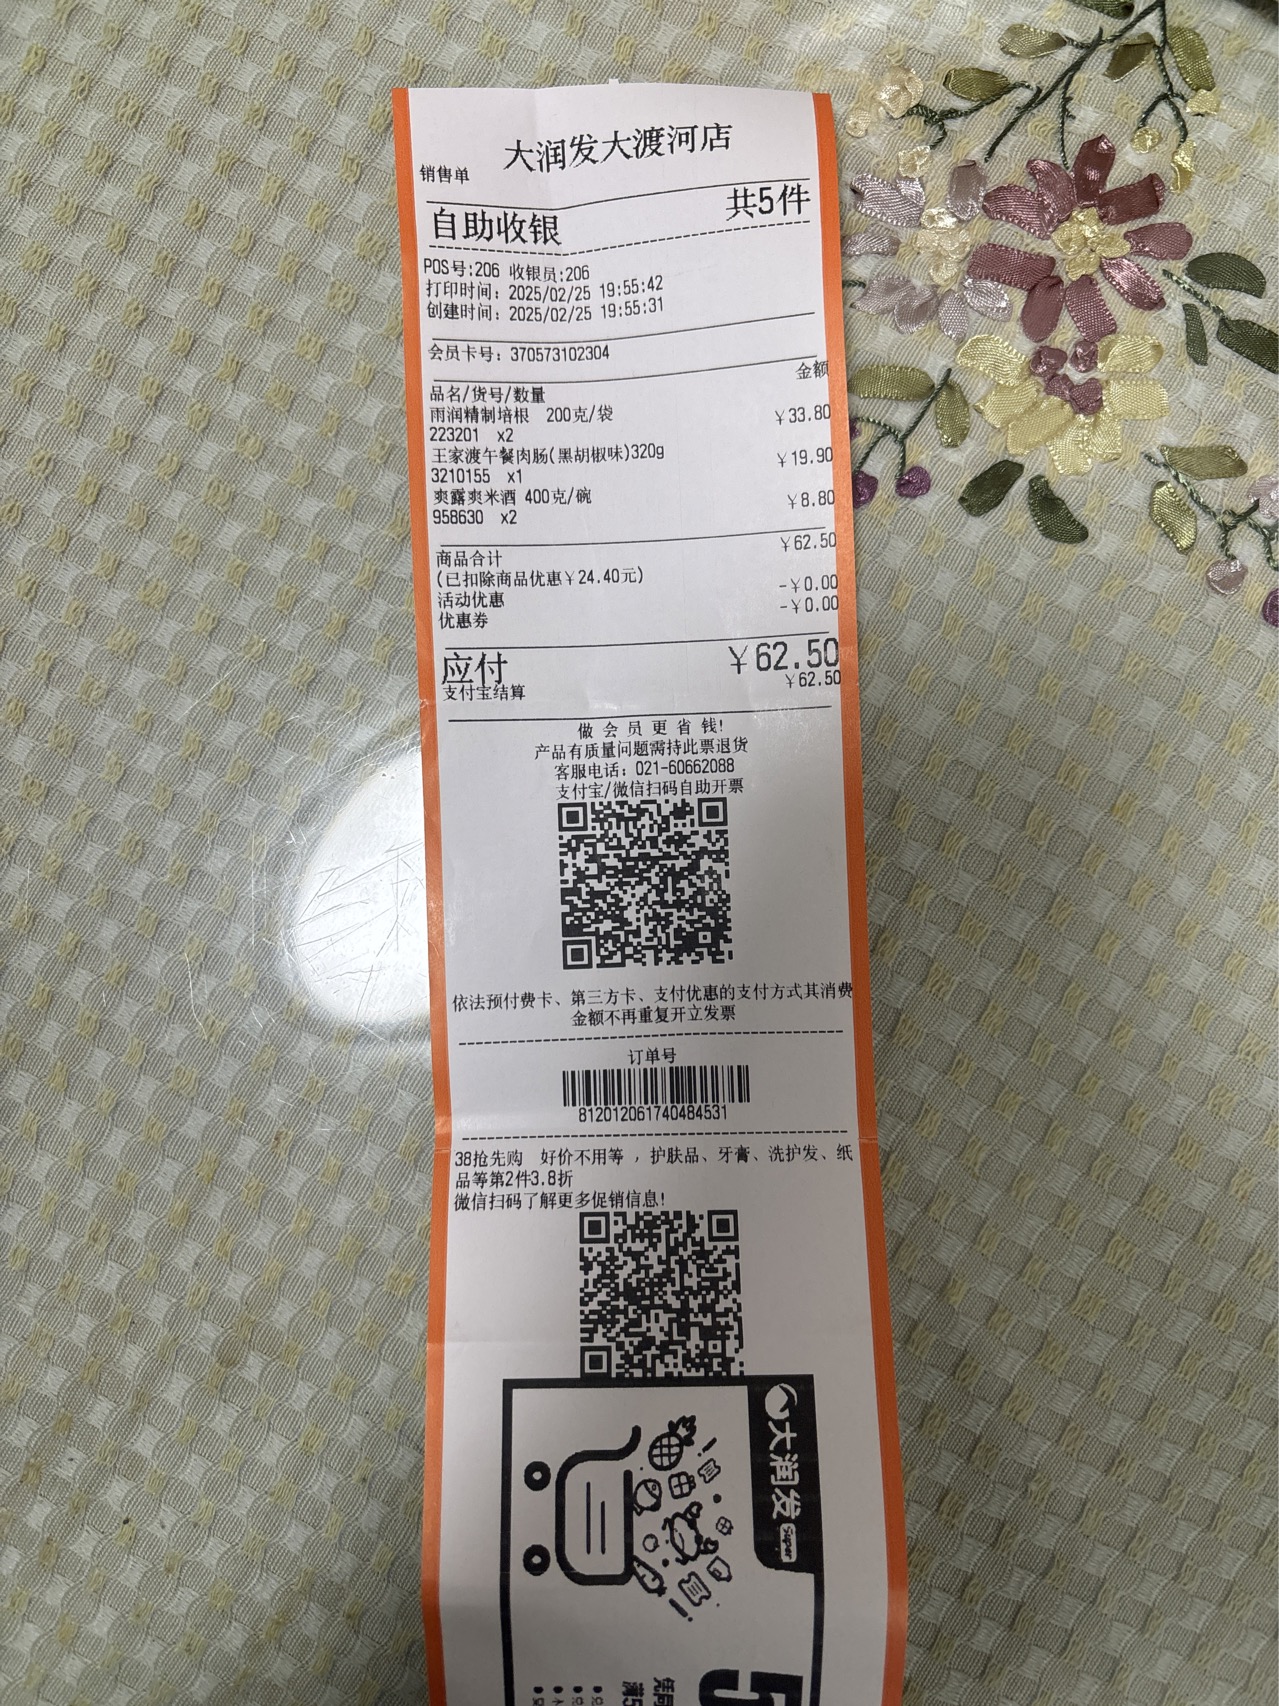 大润发大渡河店
销售单
自助收银 共5件
POS号:206 收银员:206
打印时间: 2025/02/25 19:55:42
创建时间: 2025/02/25 19:55:31
会员卡号: 370573102304
金额
品名/货号/数量
雨润精制培根 200克/袋 ¥33.80
223201 x2
王家渡午餐肉肠(黑胡椒味)320g ¥19.90
3210155 x1
爽露爽米酒 400克/碗 ¥8.80
958630 x2
商品合计 ¥62.50
(已扣除商品优惠¥24.40元)
活动优惠 -¥0.00
优惠券 -¥0.00
应付 ¥62.50
支付宝结算 ¥62.50
做会员更省钱!
产品有质量问题需持此票退货
客服电话: 021-60662088
支付宝/微信扫码自助开票
依法预付费卡、第三方卡、支付优惠的支付方式其消费
金额不再重复开立发票
订单号
812012061740484531
38抢先购 好价不用等 , 护肤品、牙膏、洗护发、纸
品等第2件3.8折
微信扫码了解更多促销信息!
大润发 Super
5